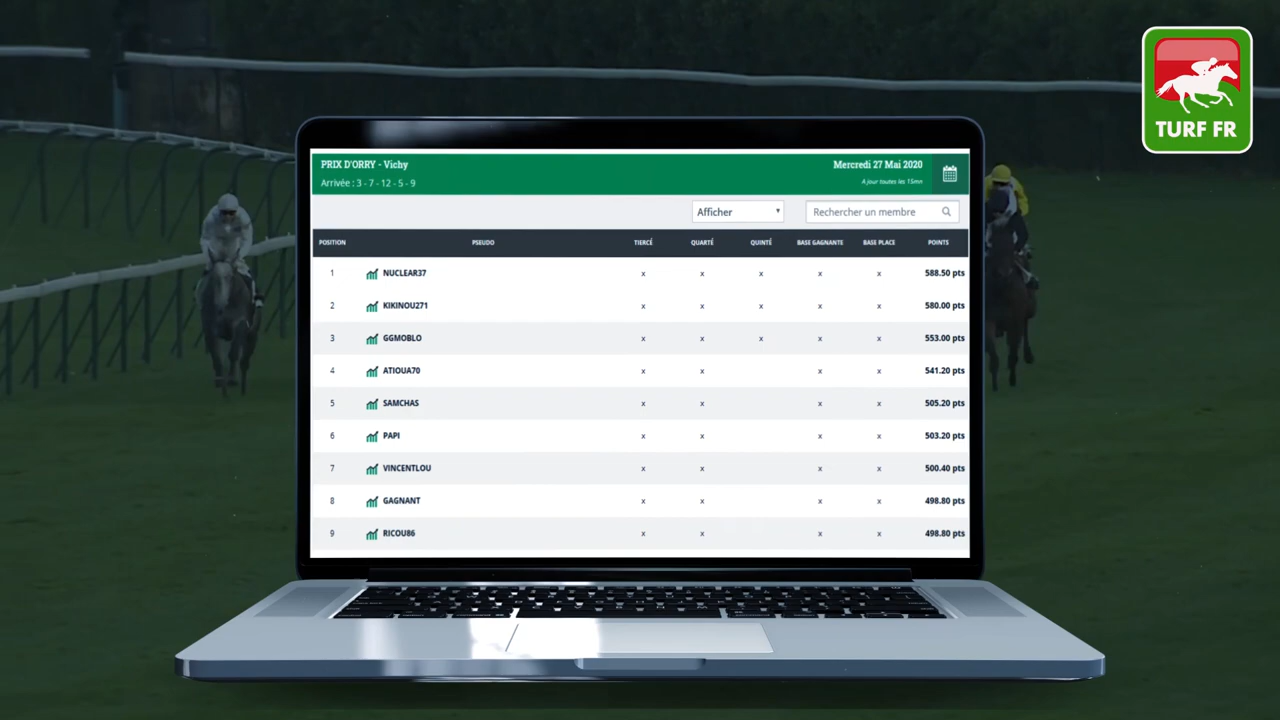 TURF FR
PRIX D'ORRY - Vichy
Mercredi 27 Mai 2020
Arrivée : 3 - 7 - 12 - 5 - 9
A jour toutes les 15mn
Afficher
Rechercher un membre
POSITION PSEUDO TIERCÉ QUARTÉ QUINTÉ BASE GAGNANTE BASE PLACE POINTS
1 NUCLEAR37 x x x x x 588.50 pts
2 KIKINOU271 x x x x x 580.00 pts
3 GGMOBLO x x x x x 553.00 pts
4 ATIOUA70 x x x x 541.20 pts
5 SAMCHAS x x x x 505.20 pts
6 PAPI x x x x 503.20 pts
7 VINCENTLOU x x x x 500.40 pts
8 GAGNANT x x x x 498.80 pts
9 RICOU86 x x x x 498.80 pts